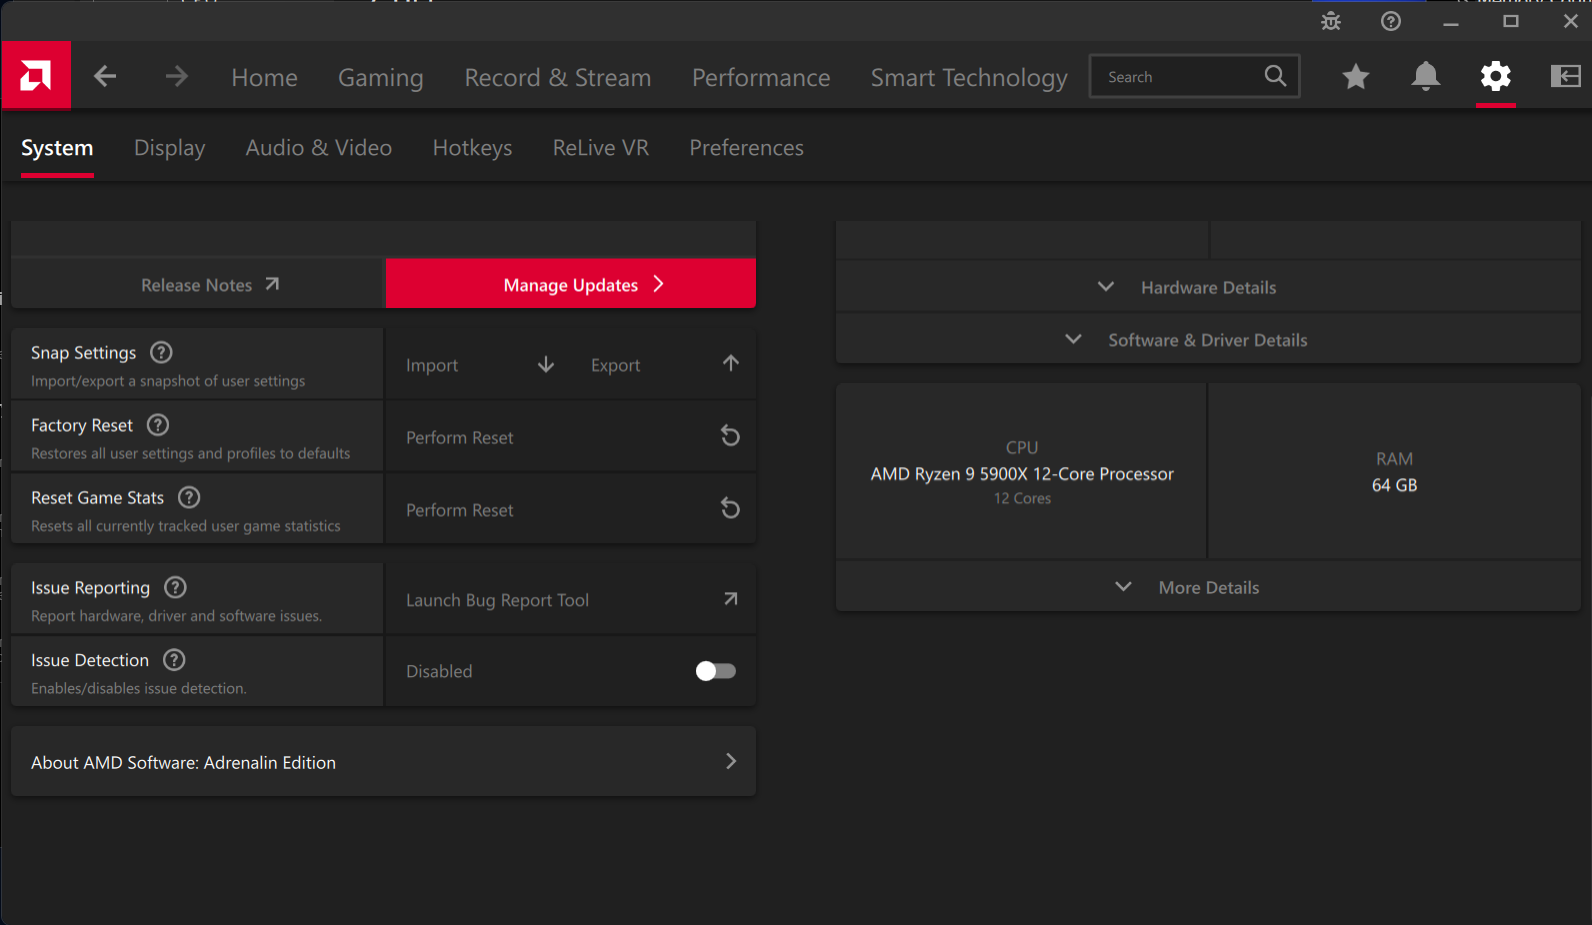 Home
Gaming
Record & Stream
Performance
Smart Technology
Search
System
Display
Audio & Video
Hotkeys
ReLive VR
Preferences
Release Notes
Manage Updates
Snap Settings
Import/export a snapshot of user settings
Import
Export
Factory Reset
Restores all user settings and profiles to defaults
Perform Reset
Reset Game Stats
Resets all currently tracked user game statistics
Perform Reset
Issue Reporting
Report hardware, driver and software issues.
Launch Bug Report Tool
Issue Detection
Enables/disables issue detection.
Disabled
About AMD Software: Adrenalin Edition
Hardware Details
Software & Driver Details
CPU
AMD Ryzen 9 5900X 12-Core Processor
12 Cores
RAM
64 GB
More Details